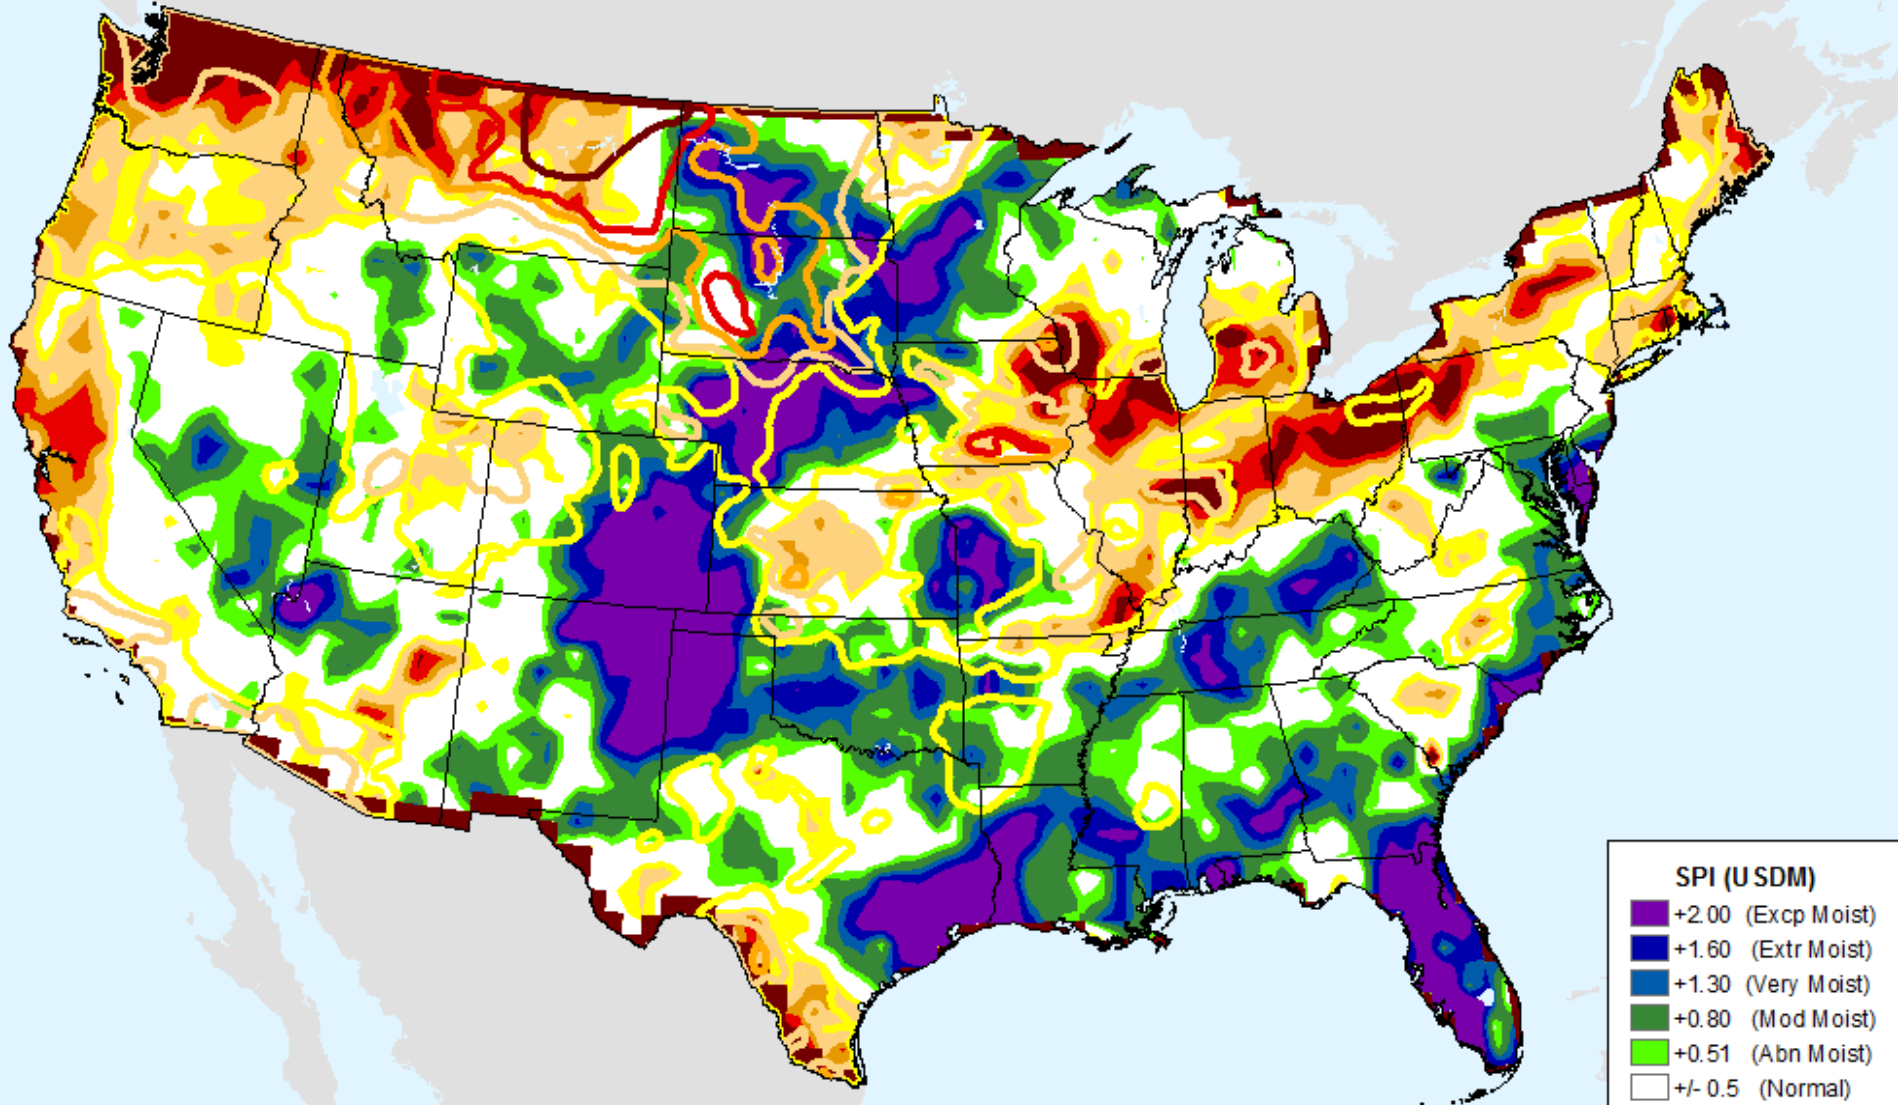 SPI (USDM)
+2.00 (Excp Moist)
+1.60 (Extr Moist)
+1.30 (Very Moist)
+0.80 (Mod Moist)
+0.51 (Abn Moist)
+/- 0.5 (Normal)